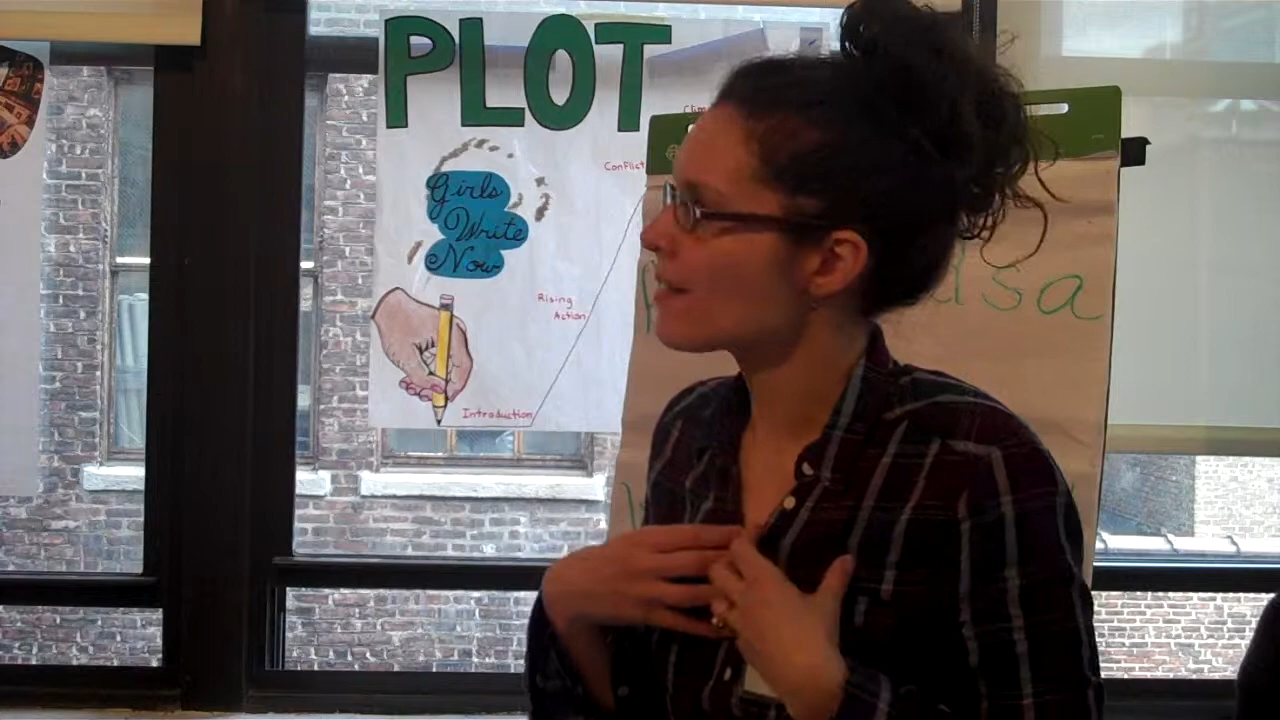 PLOT
Conflict
Girls
Write
Now
Rising
Action
Introduction